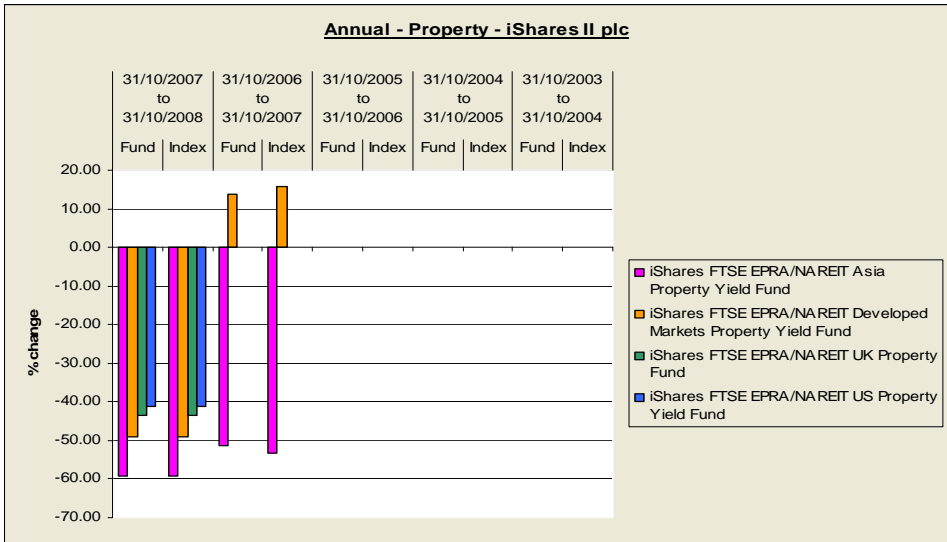 Annual - Property - iShares II plc
31/10/2007 31/10/2006 31/10/2005 31/10/2004 31/10/2003
to to to to to
31/10/2008 31/10/2007 31/10/2006 31/10/2005 31/10/2004
Fund Index Fund Index Fund Index Fund Index Fund Index
20.00
10.00
0.00
-10.00
-20.00
-30.00
-40.00
-50.00
-60.00
-70.00
% change
iShares FTSE EPRA/NAREIT Asia
Property Yield Fund
iShares FTSE EPRA/NAREIT Developed
Markets Property Yield Fund
iShares FTSE EPRA/NAREIT UK Property
Fund
iShares FTSE EPRA/NAREIT US Property
Yield Fund